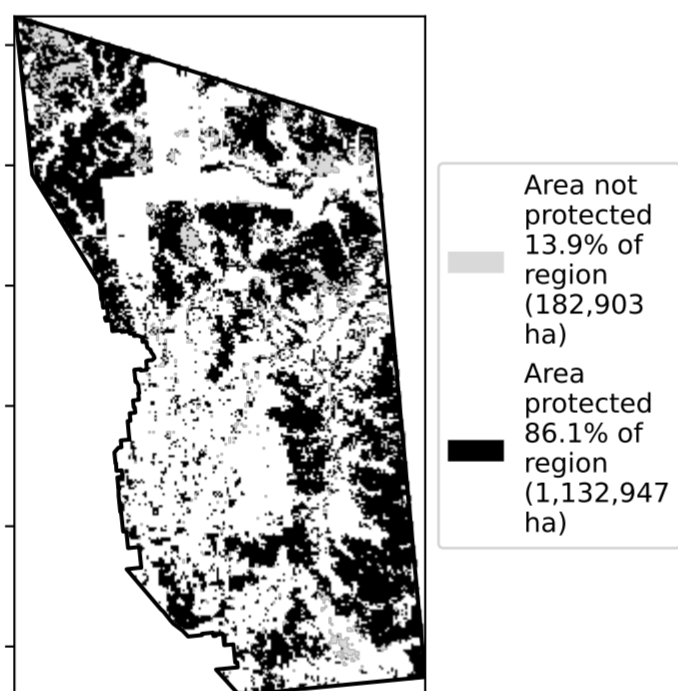 Area not
protected
13.9% of
region
(182,903
ha)
Area
protected
86.1% of
region
(1,132,947
ha)